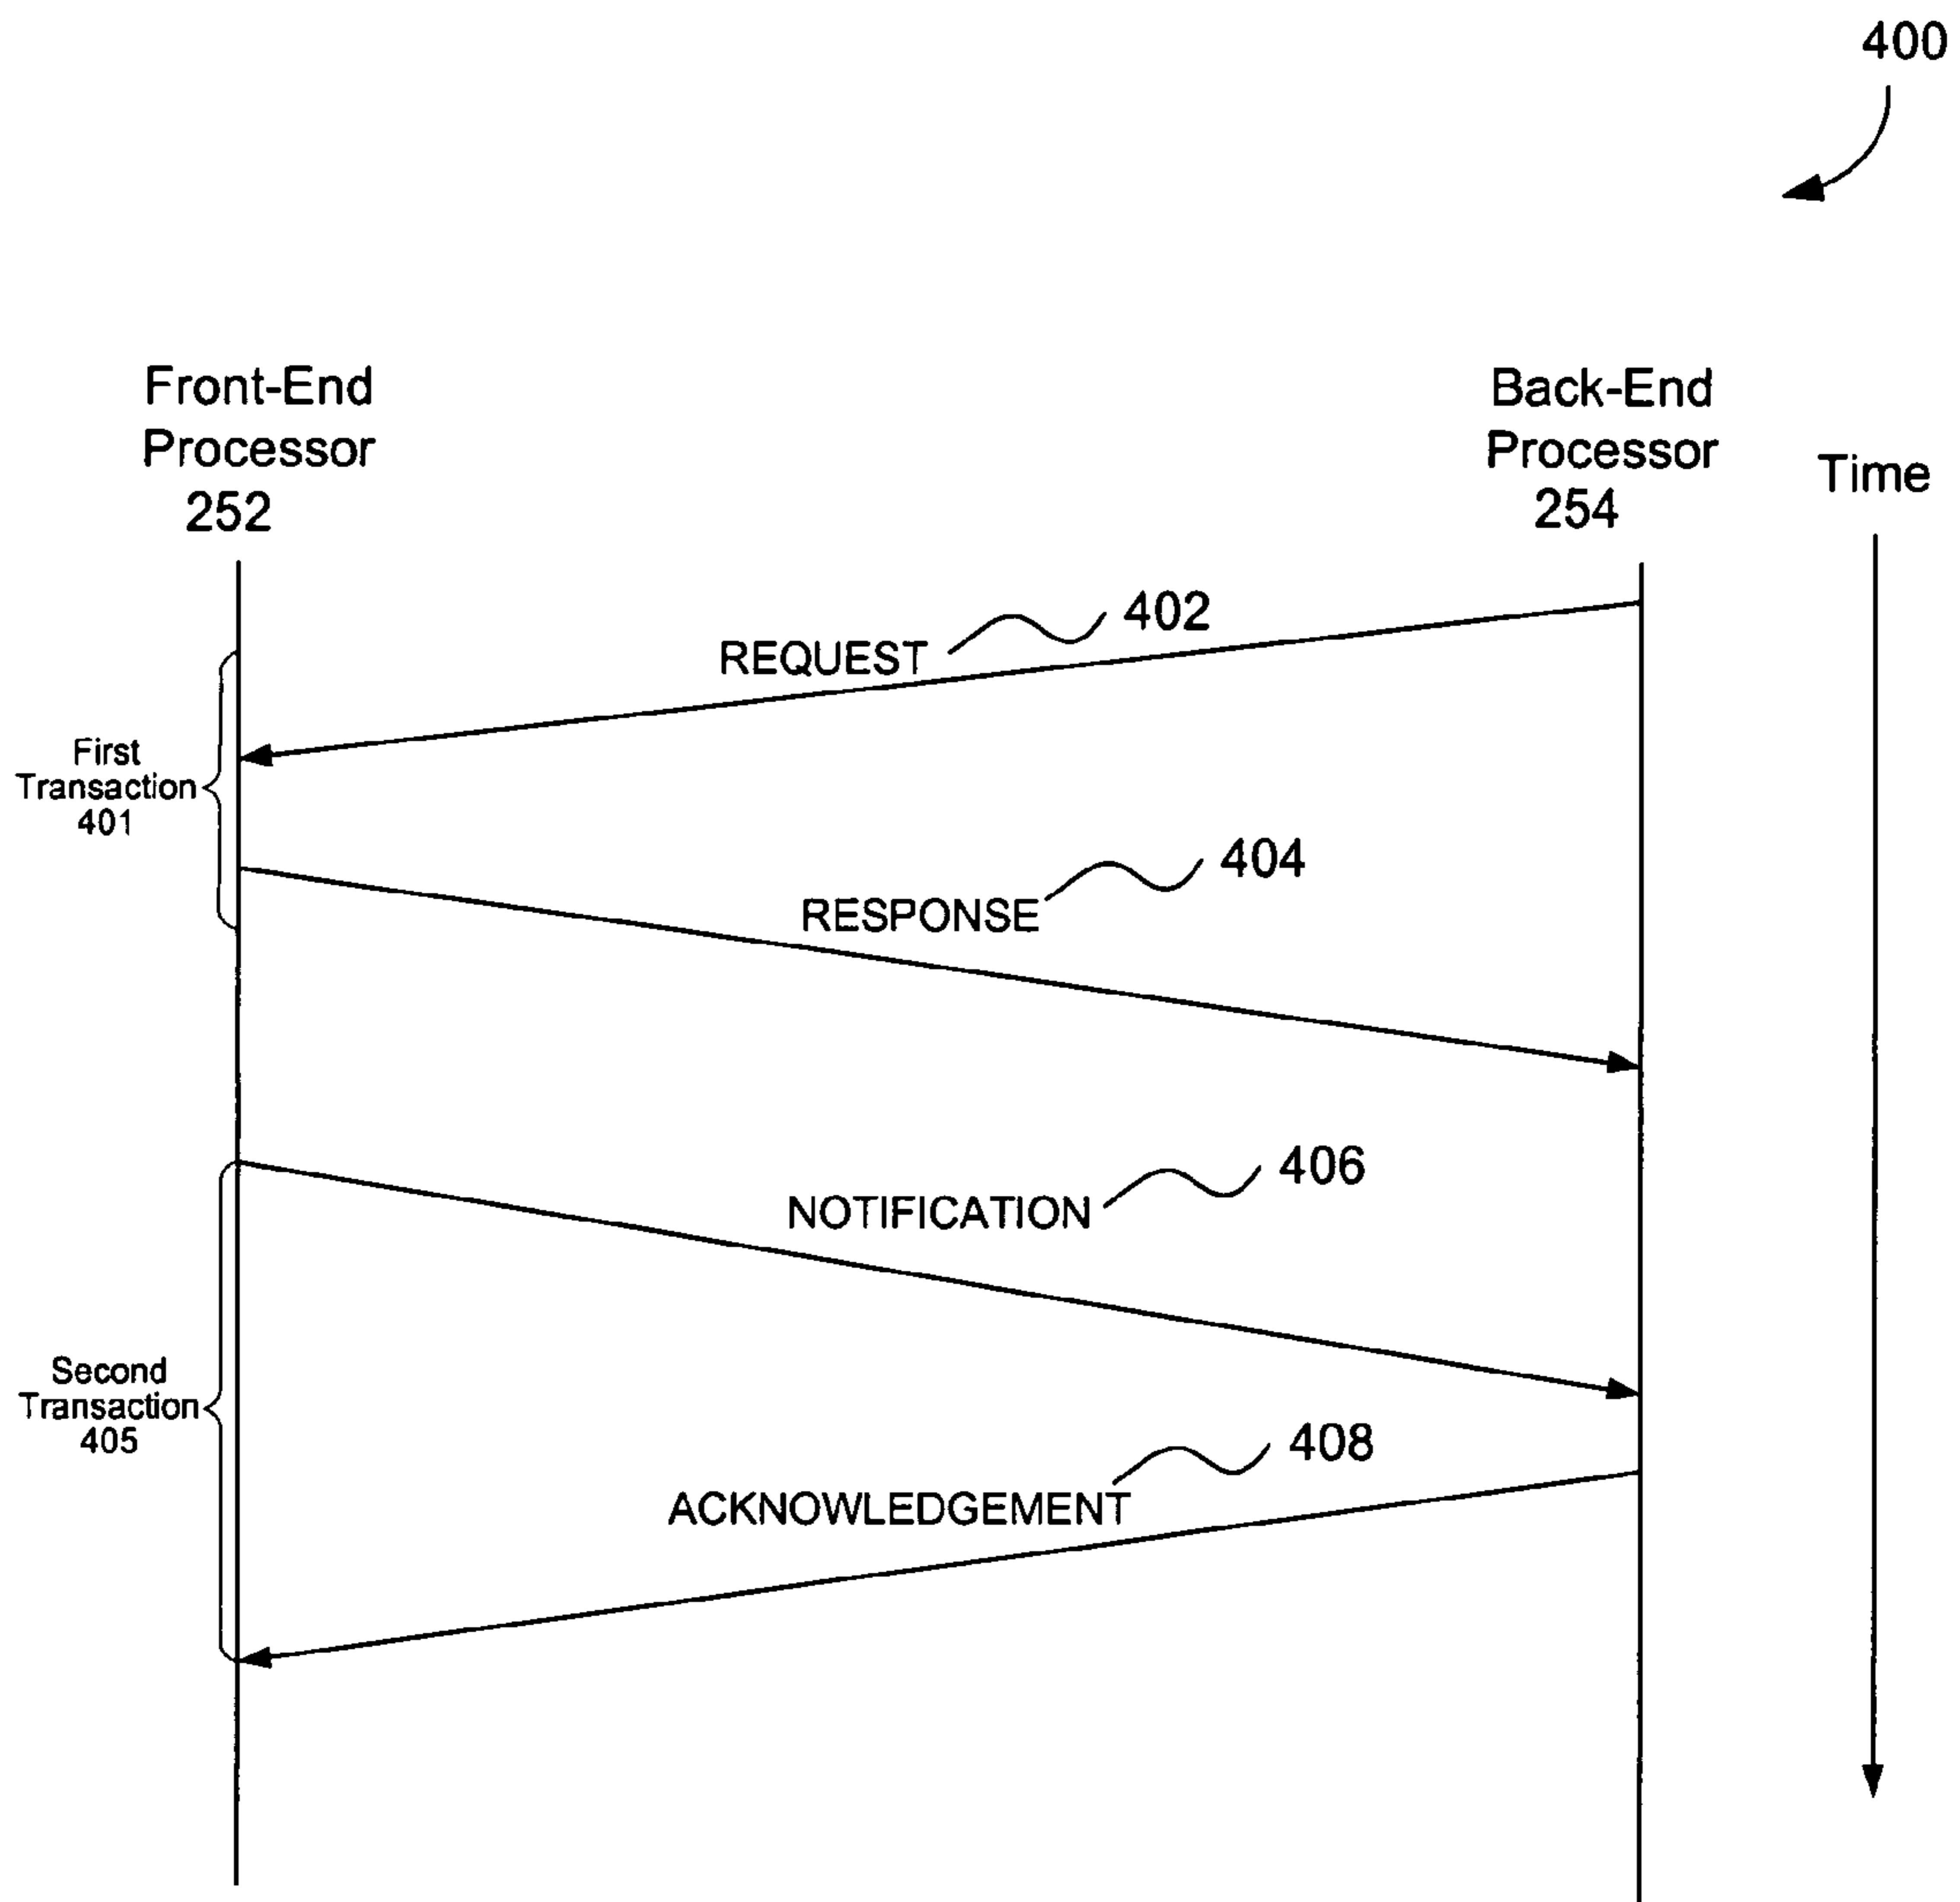 400
Front-End
Processor
252
Back-End
Processor
254
Time
402
REQUEST
First
Transaction
401
404
RESPONSE
406
NOTIFICATION
Second
Transaction
405
408
ACKNOWLEDGEMENT